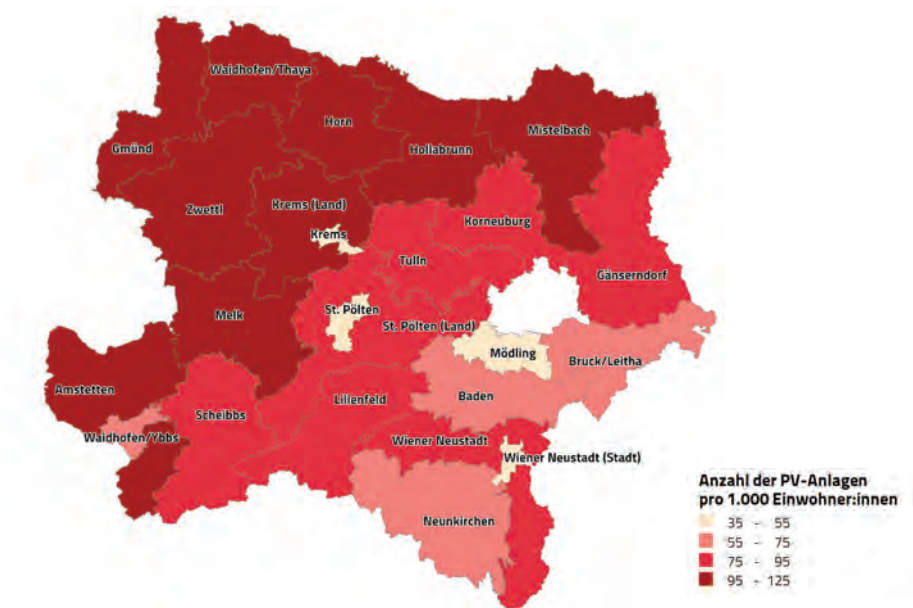 Waidhofen/Thaya
Horn
Mistelbach
Gmünd
Hollabrunn
Zwettl
Krems (Land)
Krems
Korneuburg
Tulln
Gänserndorf
Melk
St. Pölten
St. Pölten (Land)
Mödling
Bruck/Leitha
Amstetten
Scheibbs
Lilienfeld
Baden
Waidhofen/Ybbs
Wiener Neustadt
Wiener Neustadt (Stadt)
Neunkirchen
Anzahl der PV-Anlagen
pro 1.000 Einwohner:innen
35 - 55
55 - 75
75 - 95
95 - 125